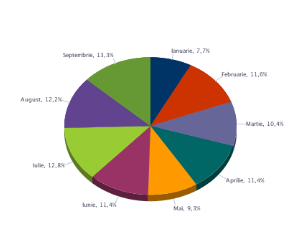 Ianuarie, 7,7%
Februarie, 11,6%
Martie, 10,4%
Aprilie, 11,4%
Mai, 9,3%
Iunie, 11,4%
Iulie, 12,8%
August, 12,2%
Septembrie, 13,3%